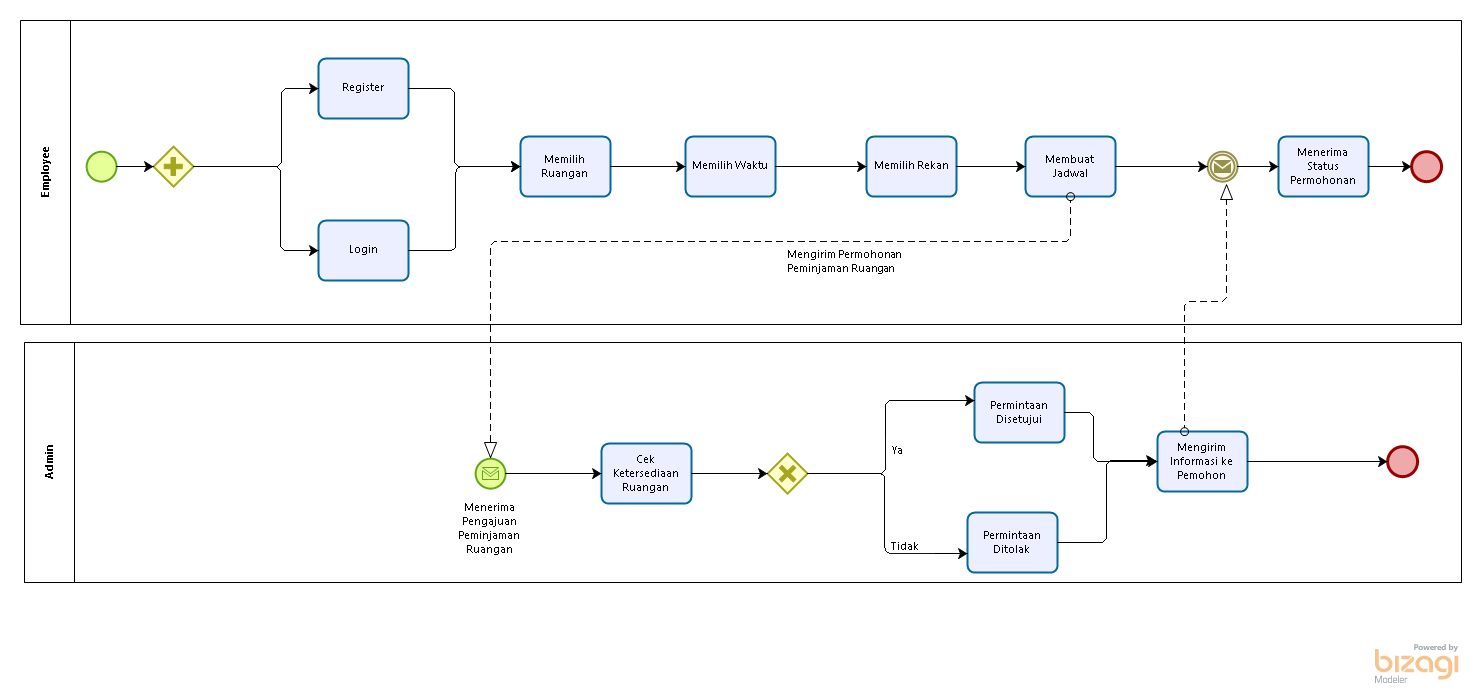 Employee
Register
Login
Memilih
Ruangan
Memilih Waktu
Memilih Rekan
Membuat
Jadwal
Menerima
Status
Permohonan
Mengirim Permohonan
Peminjaman Ruangan
Admin
Menerima
Pengajuan
Peminjaman
Ruangan
Cek
Ketersediaan
Ruangan
Ya
Tidak
Permintaan
Disetujui
Permintaan
Ditolak
Mengirim
Informasi ke
Pemohon
Powered by
bizagi
Modeler